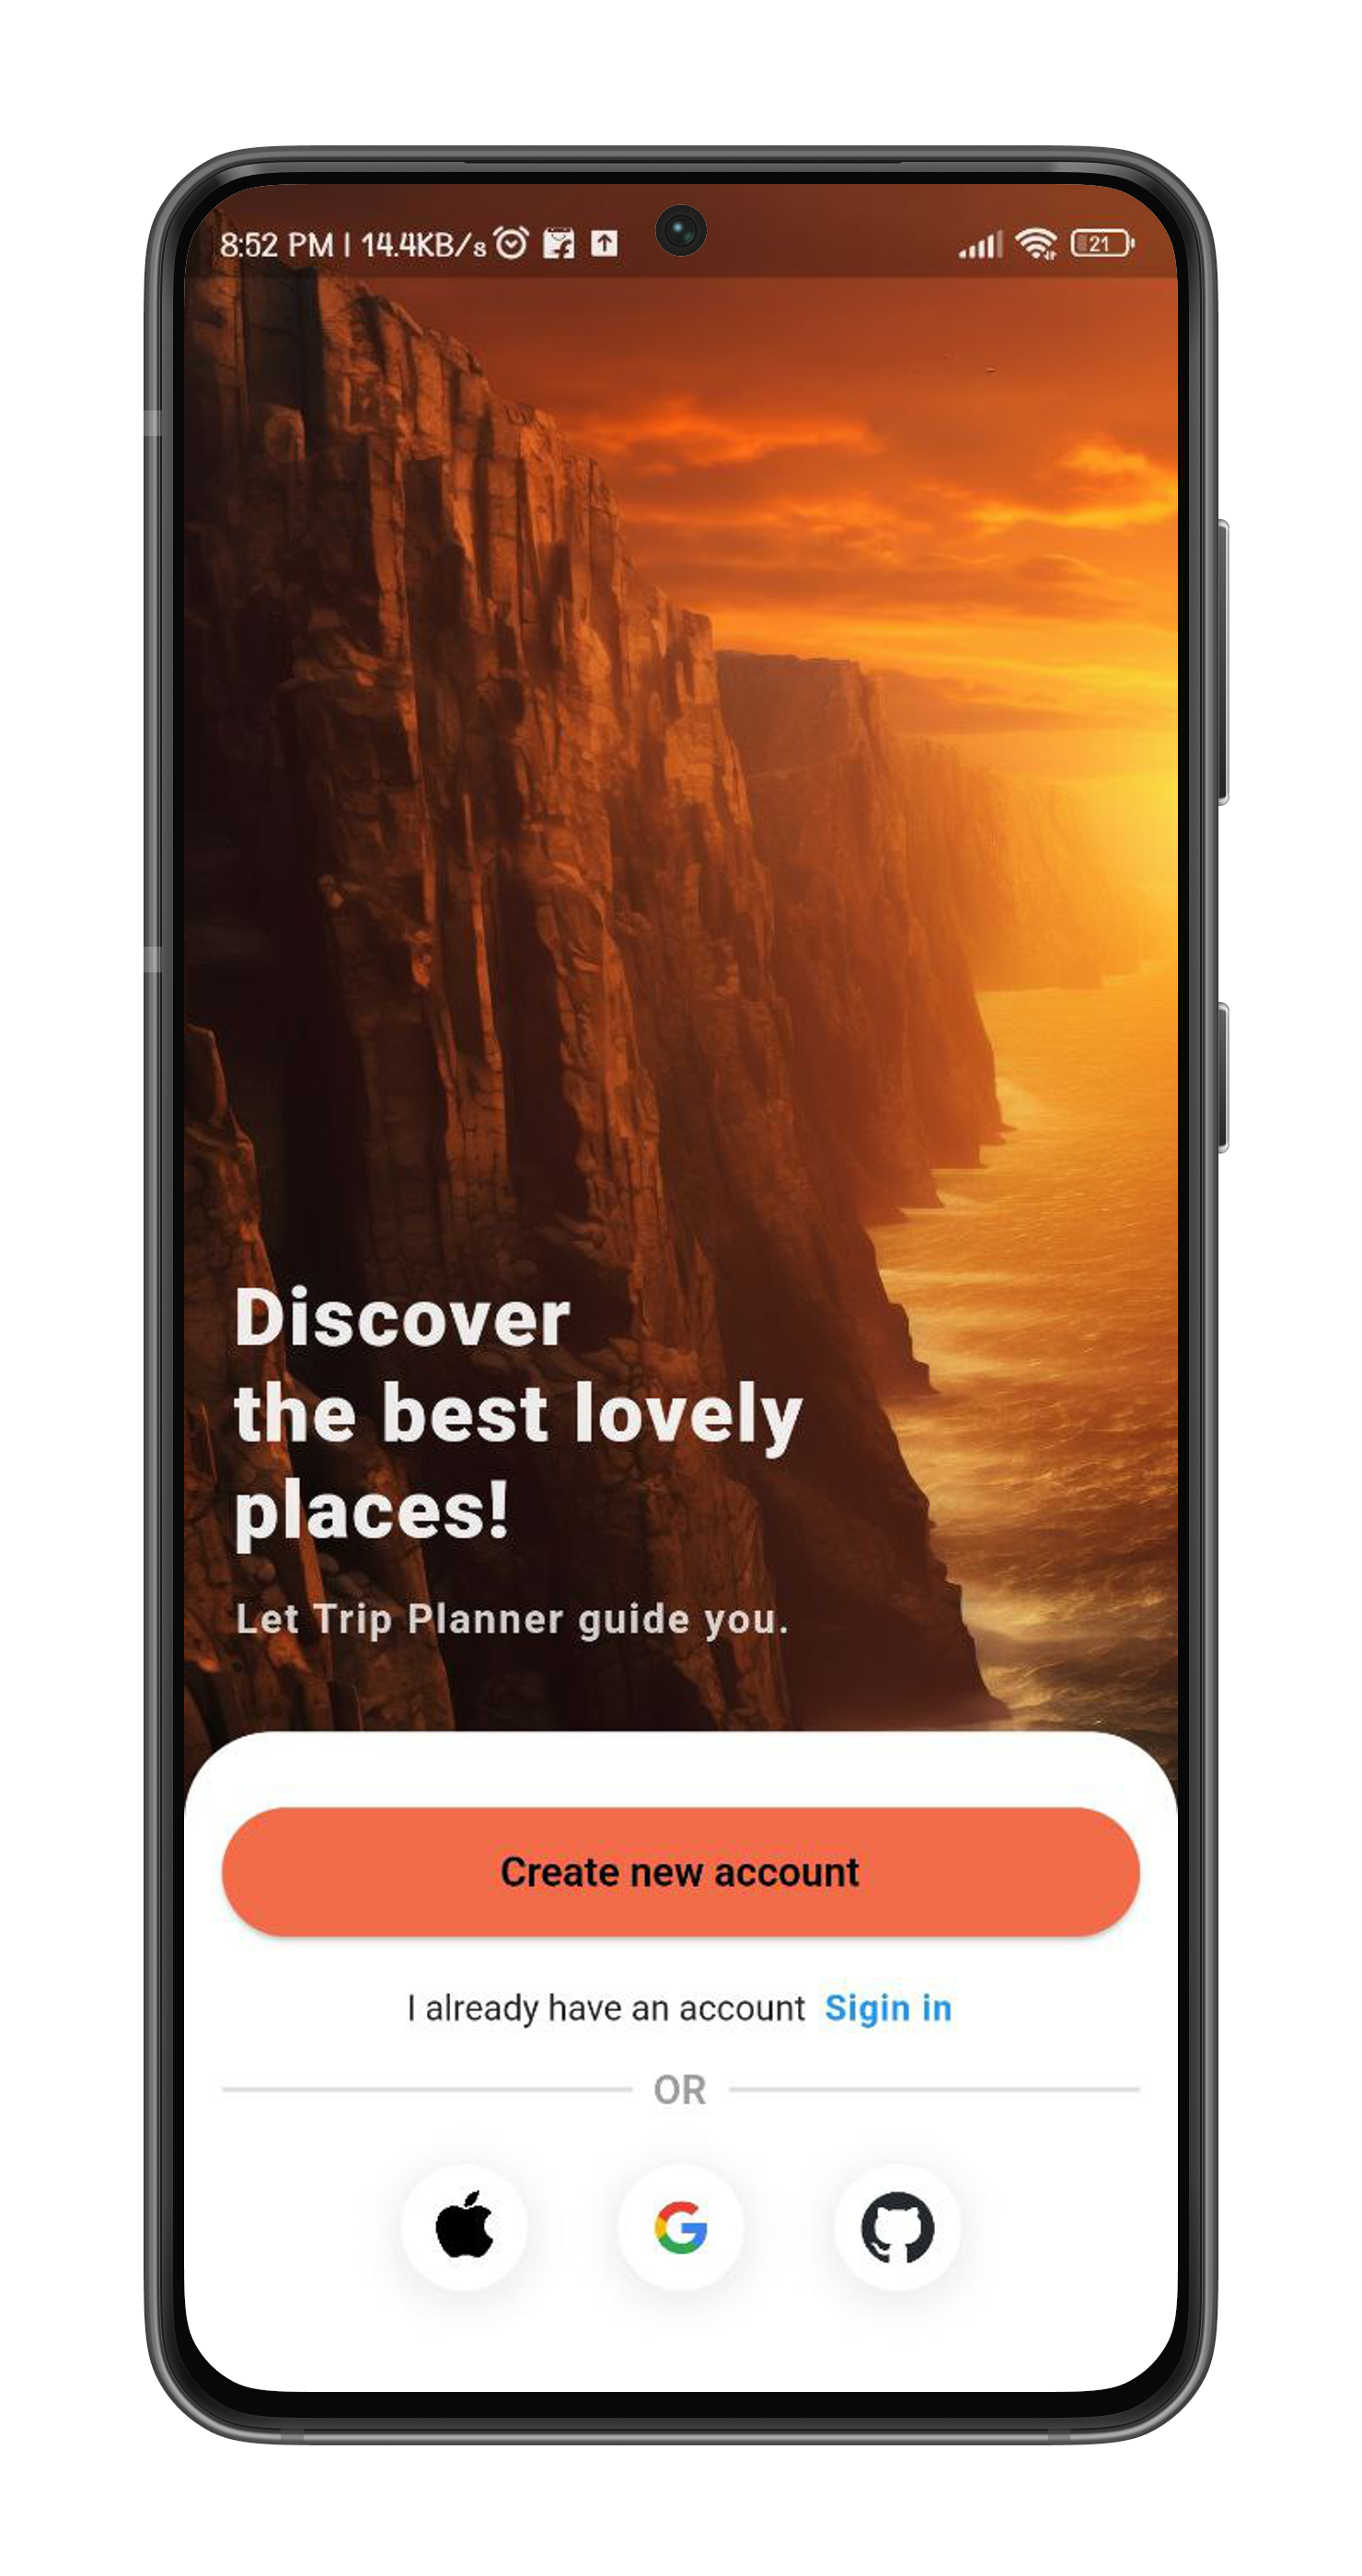 8:52 PM | 14.4KB/s 21
Discover
the best lovely
places!
Let Trip Planner guide you.
Create new account
I already have an account Sigin in
OR